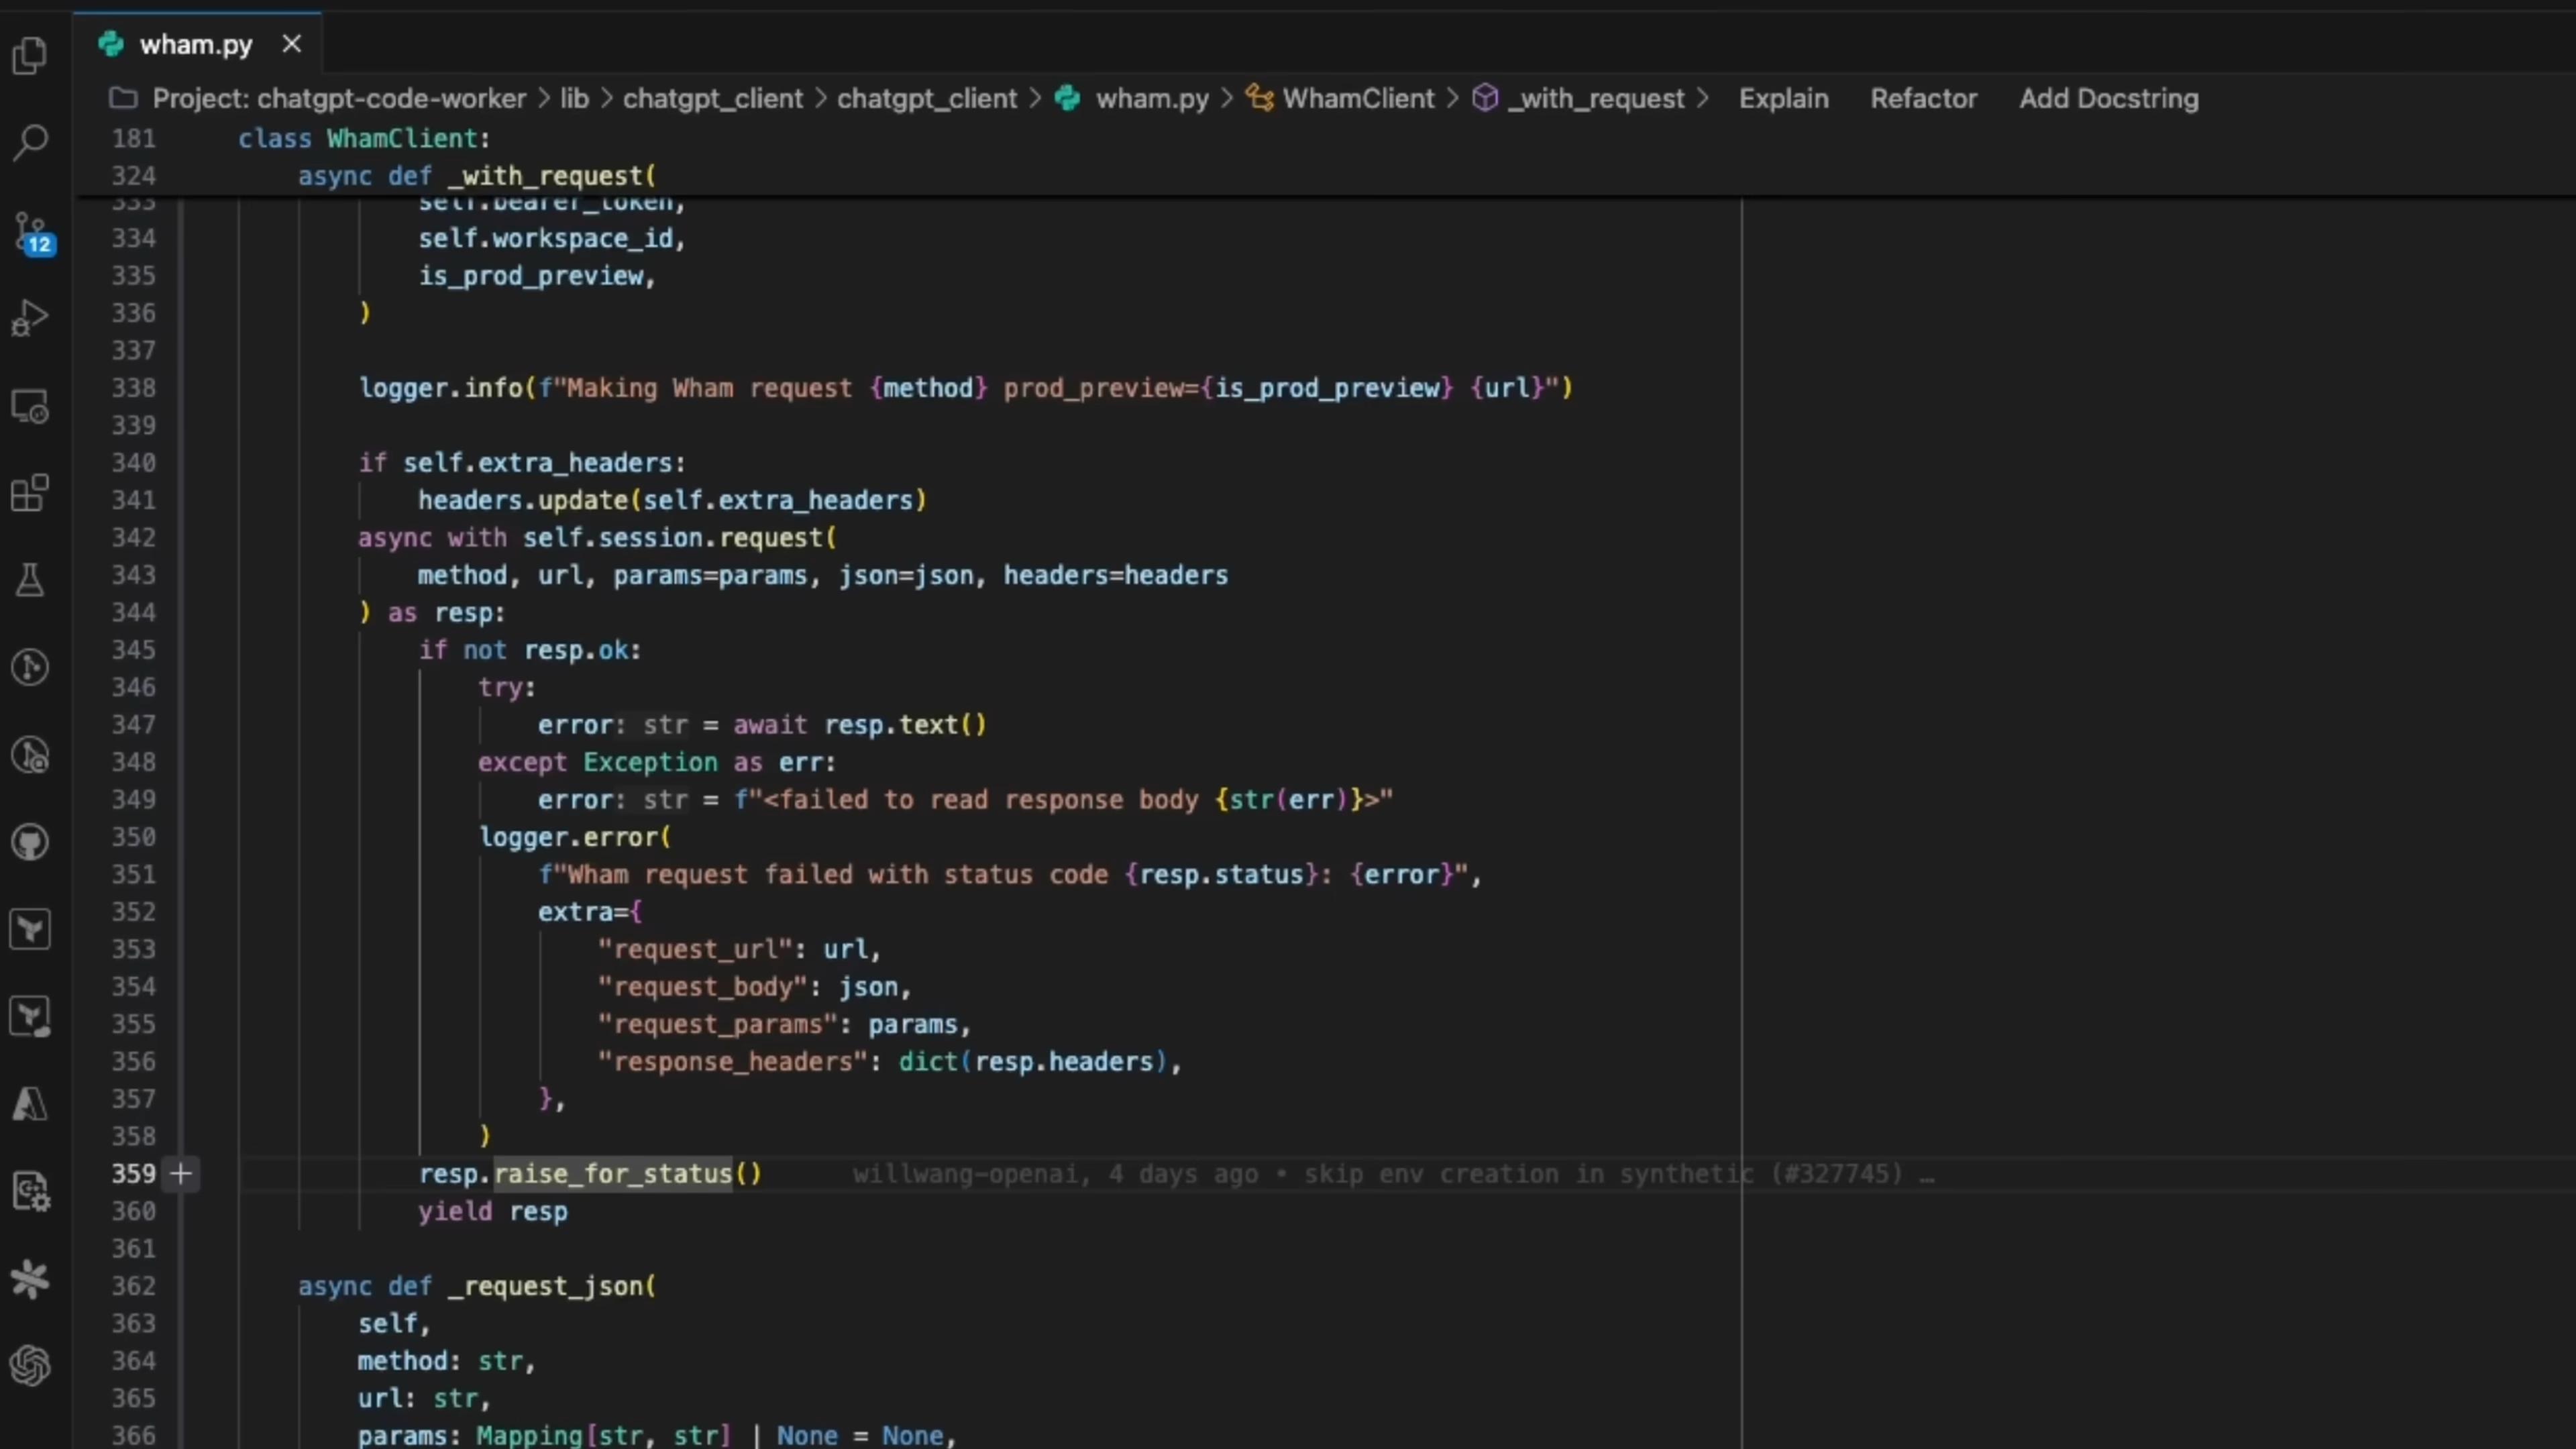 wham.py
Project: chatgpt-code-worker > lib > chatgpt_client > chatgpt_client > wham.py > WhamClient > _with_request > Explain Refactor Add Docstring
181 class WhamClient:
324 async def _with_request(
333 self.bearer_token,
334 self.workspace_id,
335 is_prod_preview,
336 )
337
338 logger.info(f"Making Wham request {method} prod_preview={is_prod_preview} {url}")
339
340 if self.extra_headers:
341 headers.update(self.extra_headers)
342 async with self.session.request(
343 method, url, params=params, json=json, headers=headers
344 ) as resp:
345 if not resp.ok:
346 try:
347 error: str = await resp.text()
348 except Exception as err:
349 error: str = f"<failed to read response body {str(err)}>"
350 logger.error(
351 f"Wham request failed with status code {resp.status}: {error}",
352 extra={
353 "request_url": url,
354 "request_body": json,
355 "request_params": params,
356 "response_headers": dict(resp.headers),
357 },
358 )
359 resp.raise_for_status() willwang-openai, 4 days ago • skip env creation in synthetic (#327745) …
360 yield resp
361
362 async def _request_json(
363 self,
364 method: str,
365 url: str,
366 params: Mapping[str, str] | None = None,
12